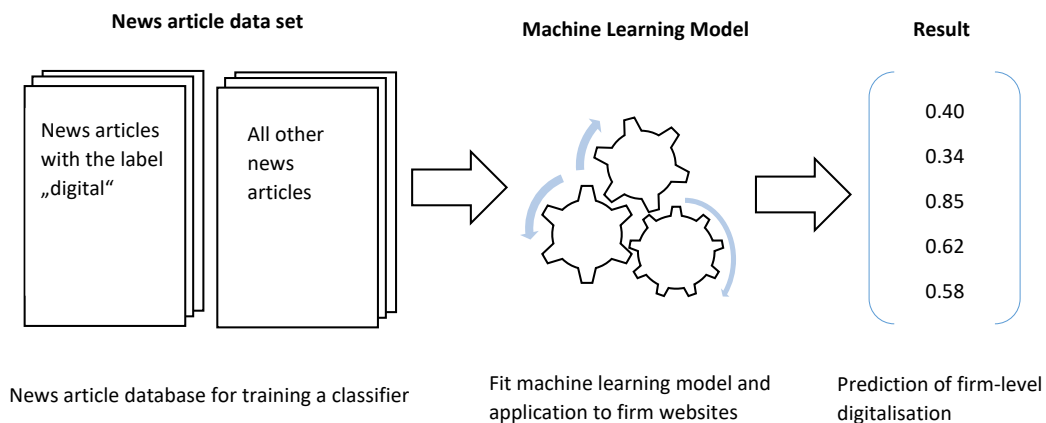 News article data set
Machine Learning Model
Result
News articles
with the label
„digital“
All other
news
articles
0.40
0.34
0.85
0.62
0.58
News article database for training a classifier
Fit machine learning model and
application to firm websites
Prediction of firm-level
digitalisation